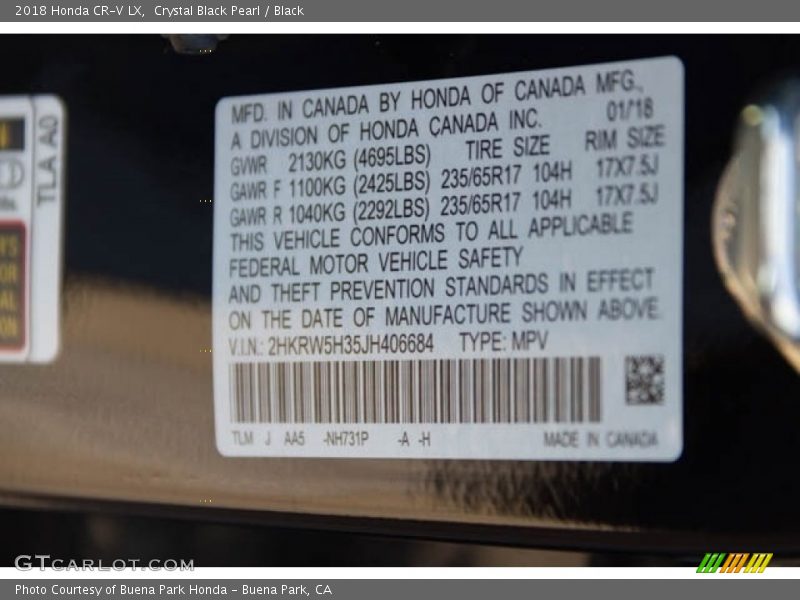 2018 Honda CR-V LX, Crystal Black Pearl / Black
TLA A0
MFD. IN CANADA BY HONDA OF CANADA MFG.,
A DIVISION OF HONDA CANADA INC. 01/18
GVWR 2130KG (4695LBS) TIRE SIZE RIM SIZE
GAWR F 1100KG (2425LBS) 235/65R17 104H 17X7.5J
GAWR R 1040KG (2292LBS) 235/65R17 104H 17X7.5J
THIS VEHICLE CONFORMS TO ALL APPLICABLE
FEDERAL MOTOR VEHICLE SAFETY
AND THEFT PREVENTION STANDARDS IN EFFECT
ON THE DATE OF MANUFACTURE SHOWN ABOVE.
V.I.N.: 2HKRW5H35JH406684 TYPE: MPV
TLM J AA5 -NH731P -A -H MADE IN CANADA
GTCARLOT.COM
Photo Courtesy of Buena Park Honda - Buena Park, CA